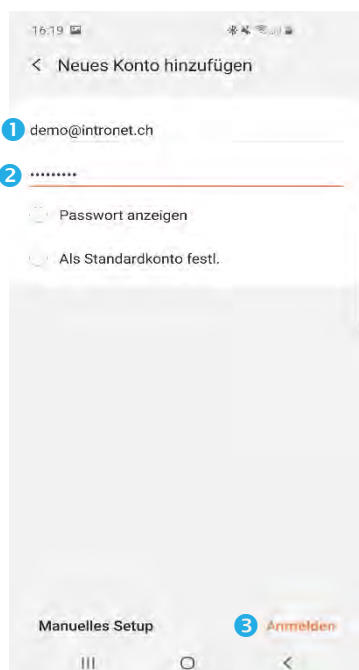 16:19
Neues Konto hinzufügen
1 demo@intronet.ch
2 •••••••••
Passwort anzeigen
Als Standardkonto festl.
Manuelles Setup 3 Anmelden